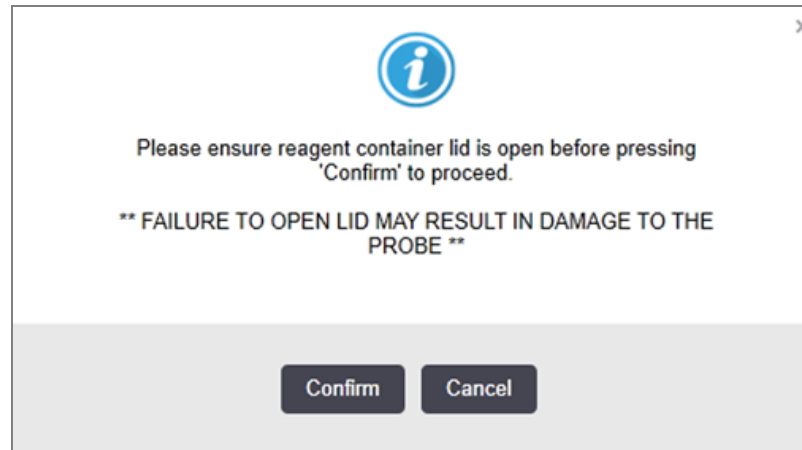 Please ensure reagent container lid is open before pressing
'Confirm' to proceed.
** FAILURE TO OPEN LID MAY RESULT IN DAMAGE TO THE
PROBE **
Confirm
Cancel